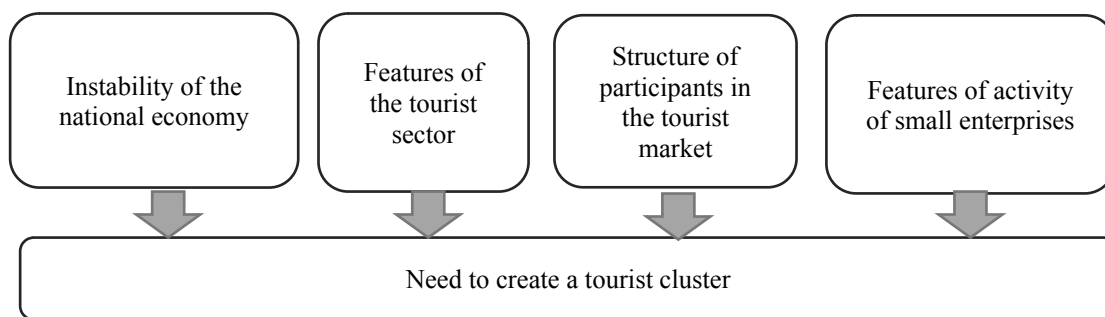 Instability of the
national economy
Features of
the tourist
sector
Structure of
participants in
the tourist
market
Features of activity
of small enterprises
Need to create a tourist cluster